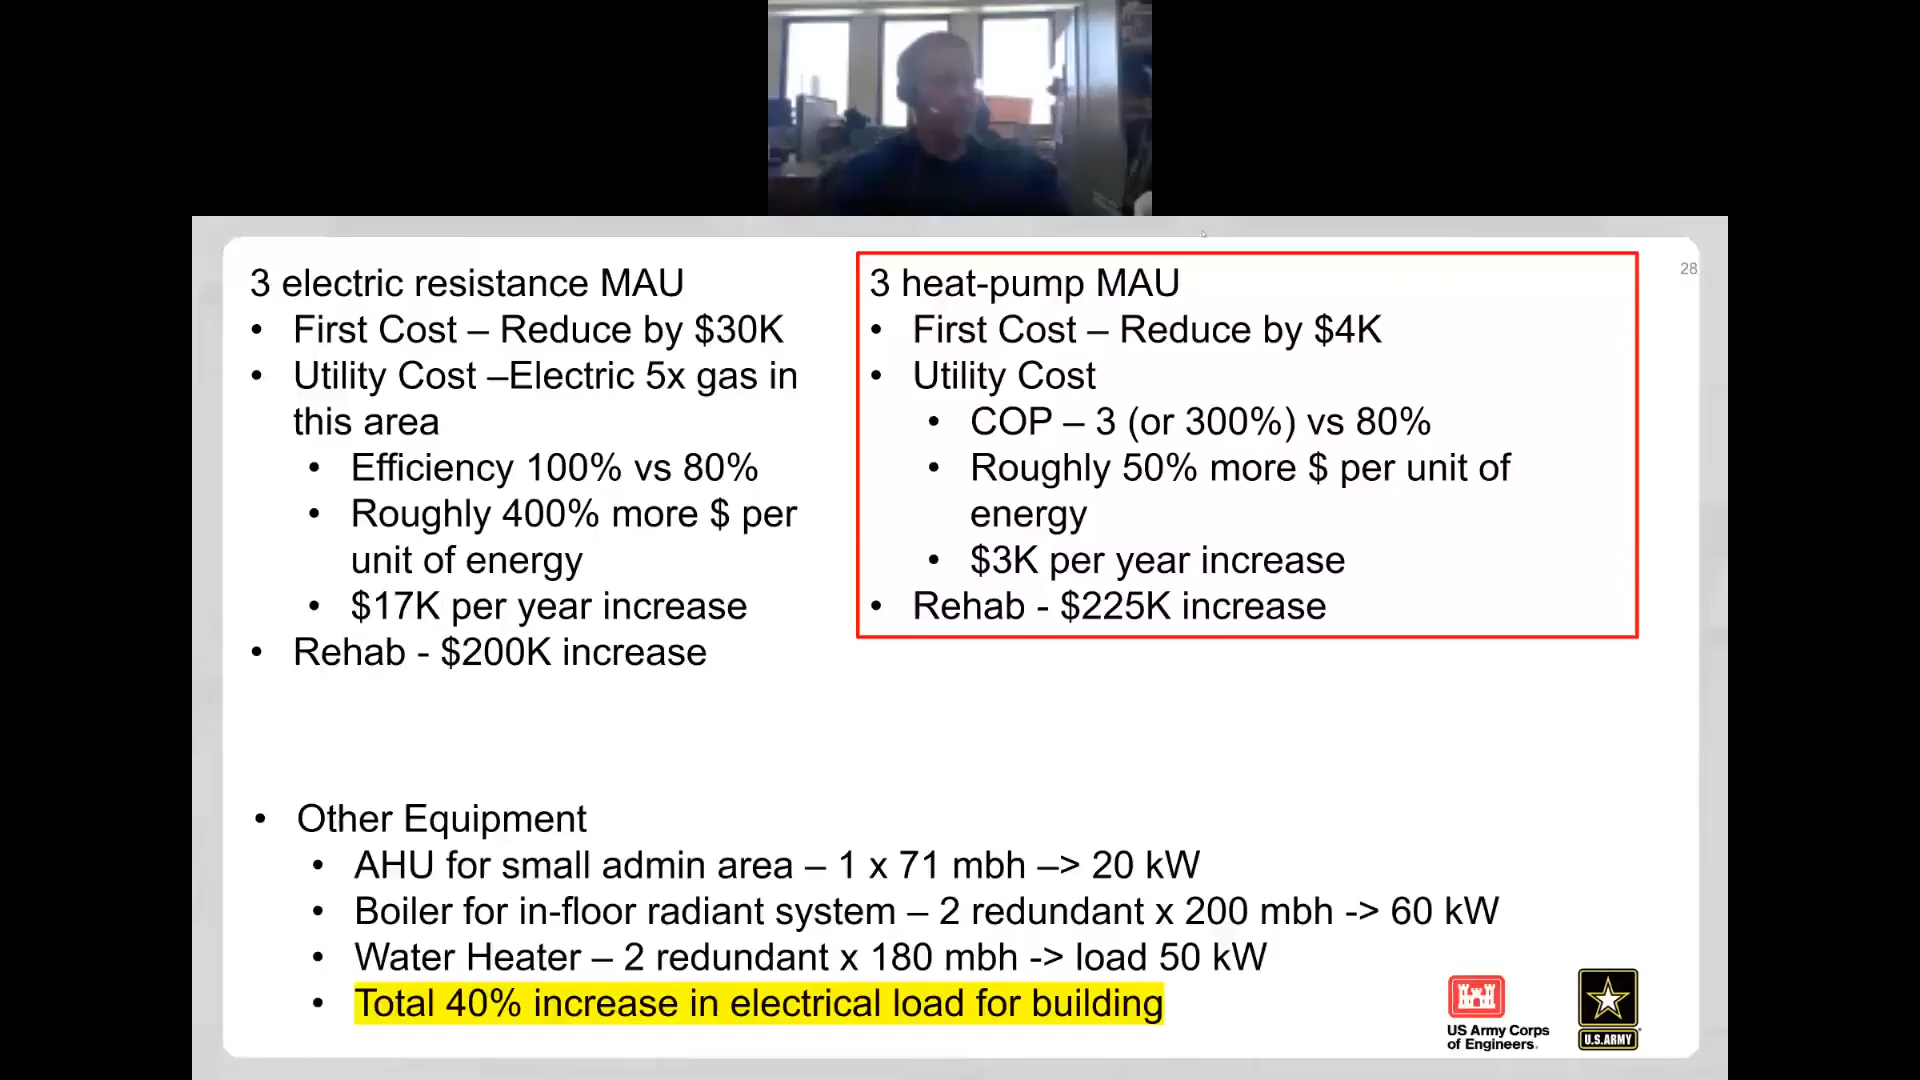 28
3 electric resistance MAU
• First Cost – Reduce by $30K
• Utility Cost –Electric 5x gas in
this area
• Efficiency 100% vs 80%
• Roughly 400% more $ per
unit of energy
• $17K per year increase
• Rehab - $200K increase
3 heat-pump MAU
• First Cost – Reduce by $4K
• Utility Cost
• COP – 3 (or 300%) vs 80%
• Roughly 50% more $ per unit of
energy
• $3K per year increase
• Rehab - $225K increase
• Other Equipment
• AHU for small admin area – 1 x 71 mbh –> 20 kW
• Boiler for in-floor radiant system – 2 redundant x 200 mbh -> 60 kW
• Water Heater – 2 redundant x 180 mbh -> load 50 kW
• Total 40% increase in electrical load for building
US Army Corps
of Engeneers.
U.S.ARMY